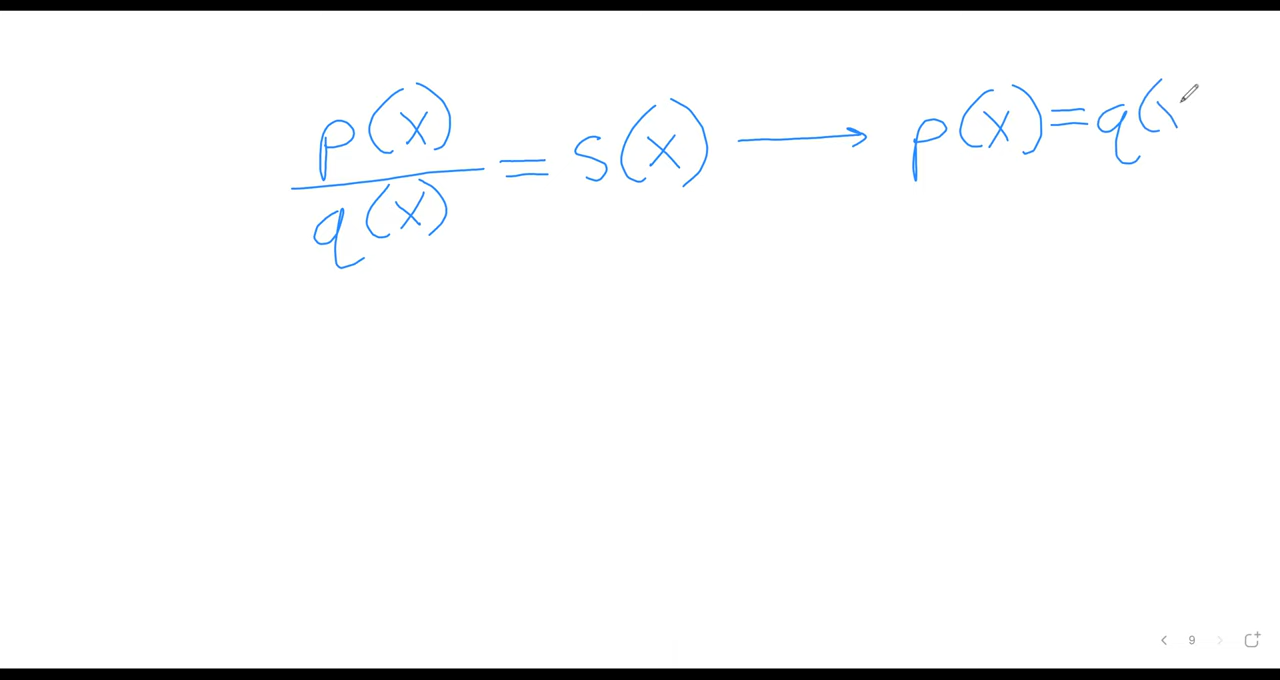 p(x)/q(x) = s(x) → p(x) = q(x
9